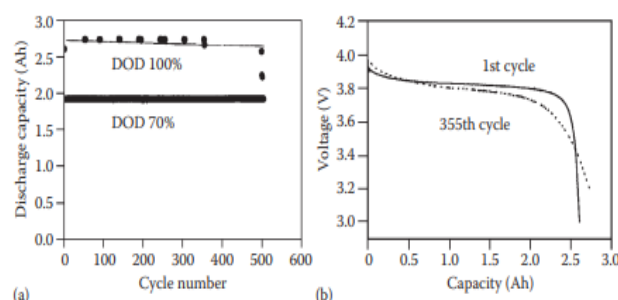 3.0
2.5
2.0
1.5
1.0
0.5
0.0
Discharge capacity (Ah)
DOD 100%
DOD 70%
0 100 200 300 400 500 600
Cycle number
(a)
4.2
4.0
3.8
3.6
3.4
3.2
3.0
Voltage (V)
1st cycle
355th cycle
0 0.5 1.0 1.5 2.0 2.5 3.0
Capacity (Ah)
(b)